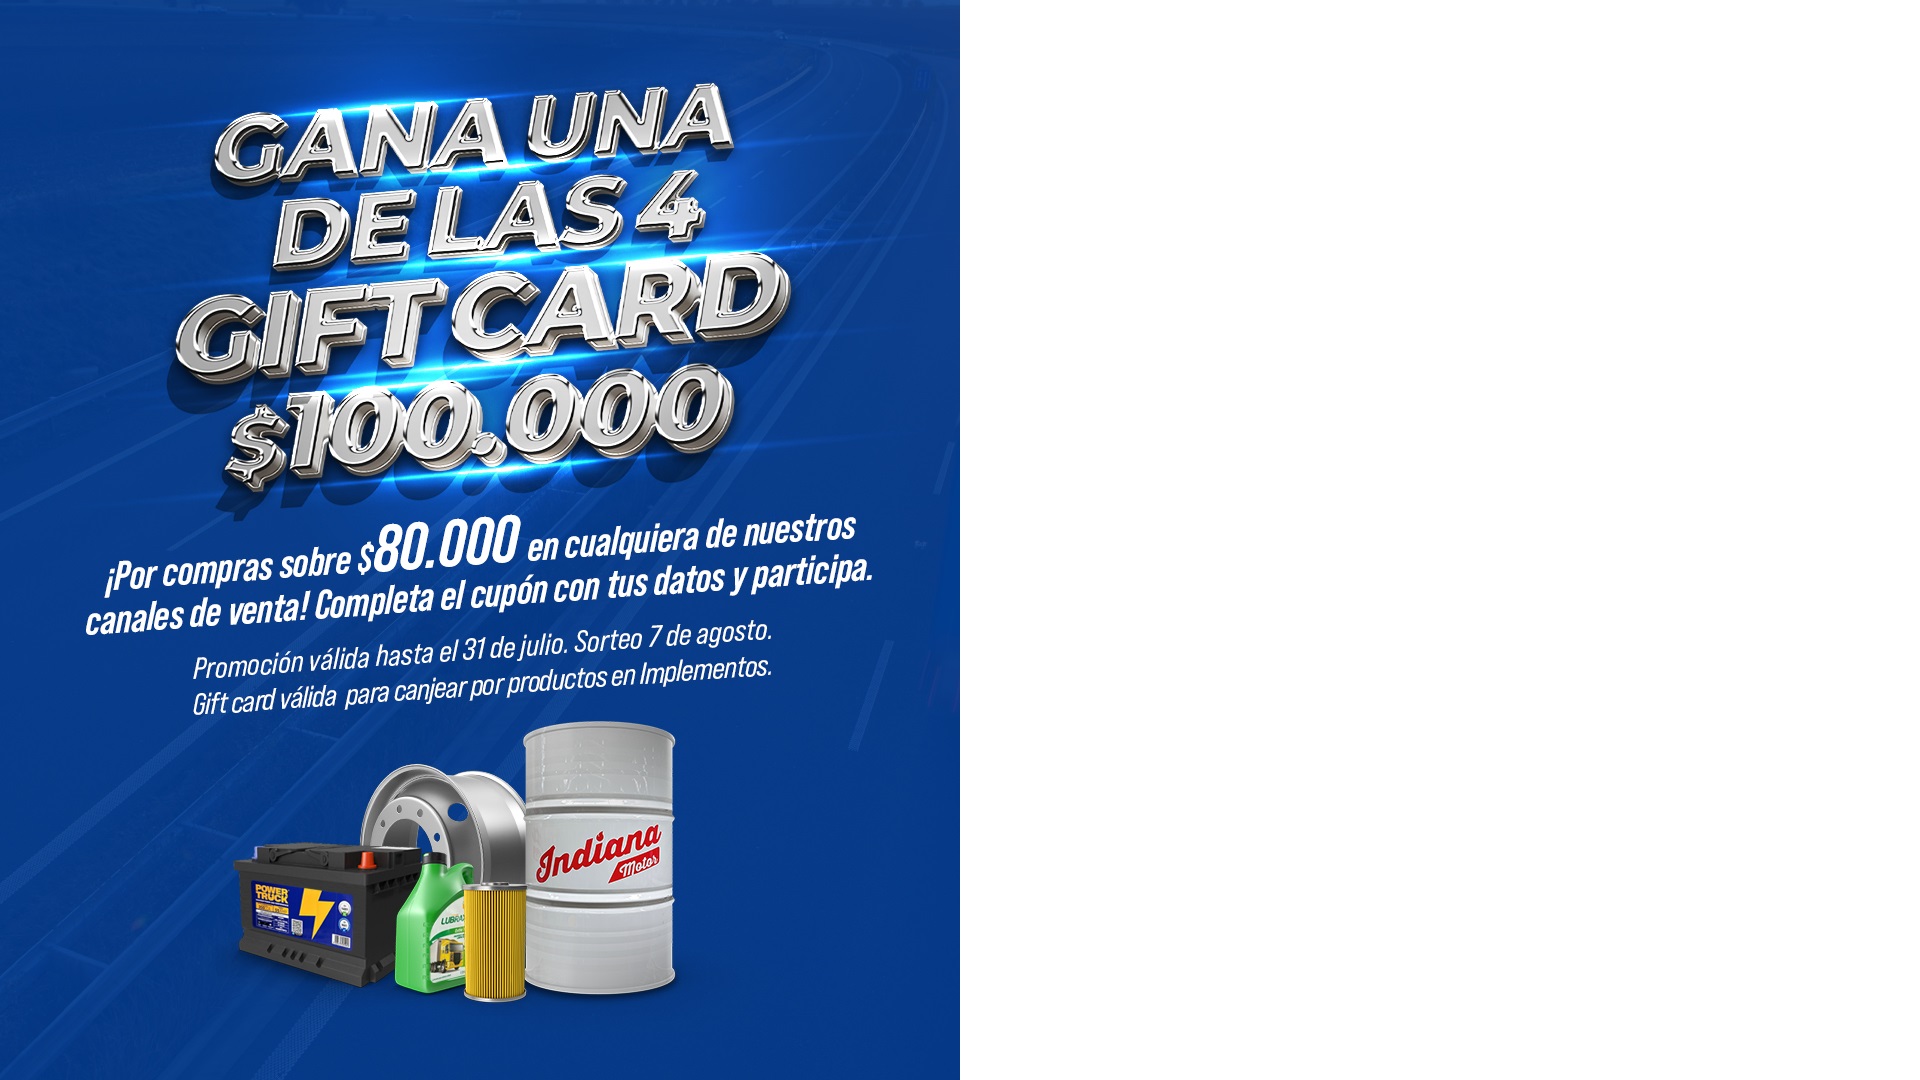 GANA UNA
DE LAS 4
GIFT CARD
$100.000
¡Por compras sobre $80.000 en cualquiera de nuestros
canales de venta! Completa el cupón con tus datos y participa.
Promoción válida hasta el 31 de julio. Sorteo 7 de agosto.
Gift card válida para canjear por productos en Implementos.
Indiana
Motor
POWER
TRUCK